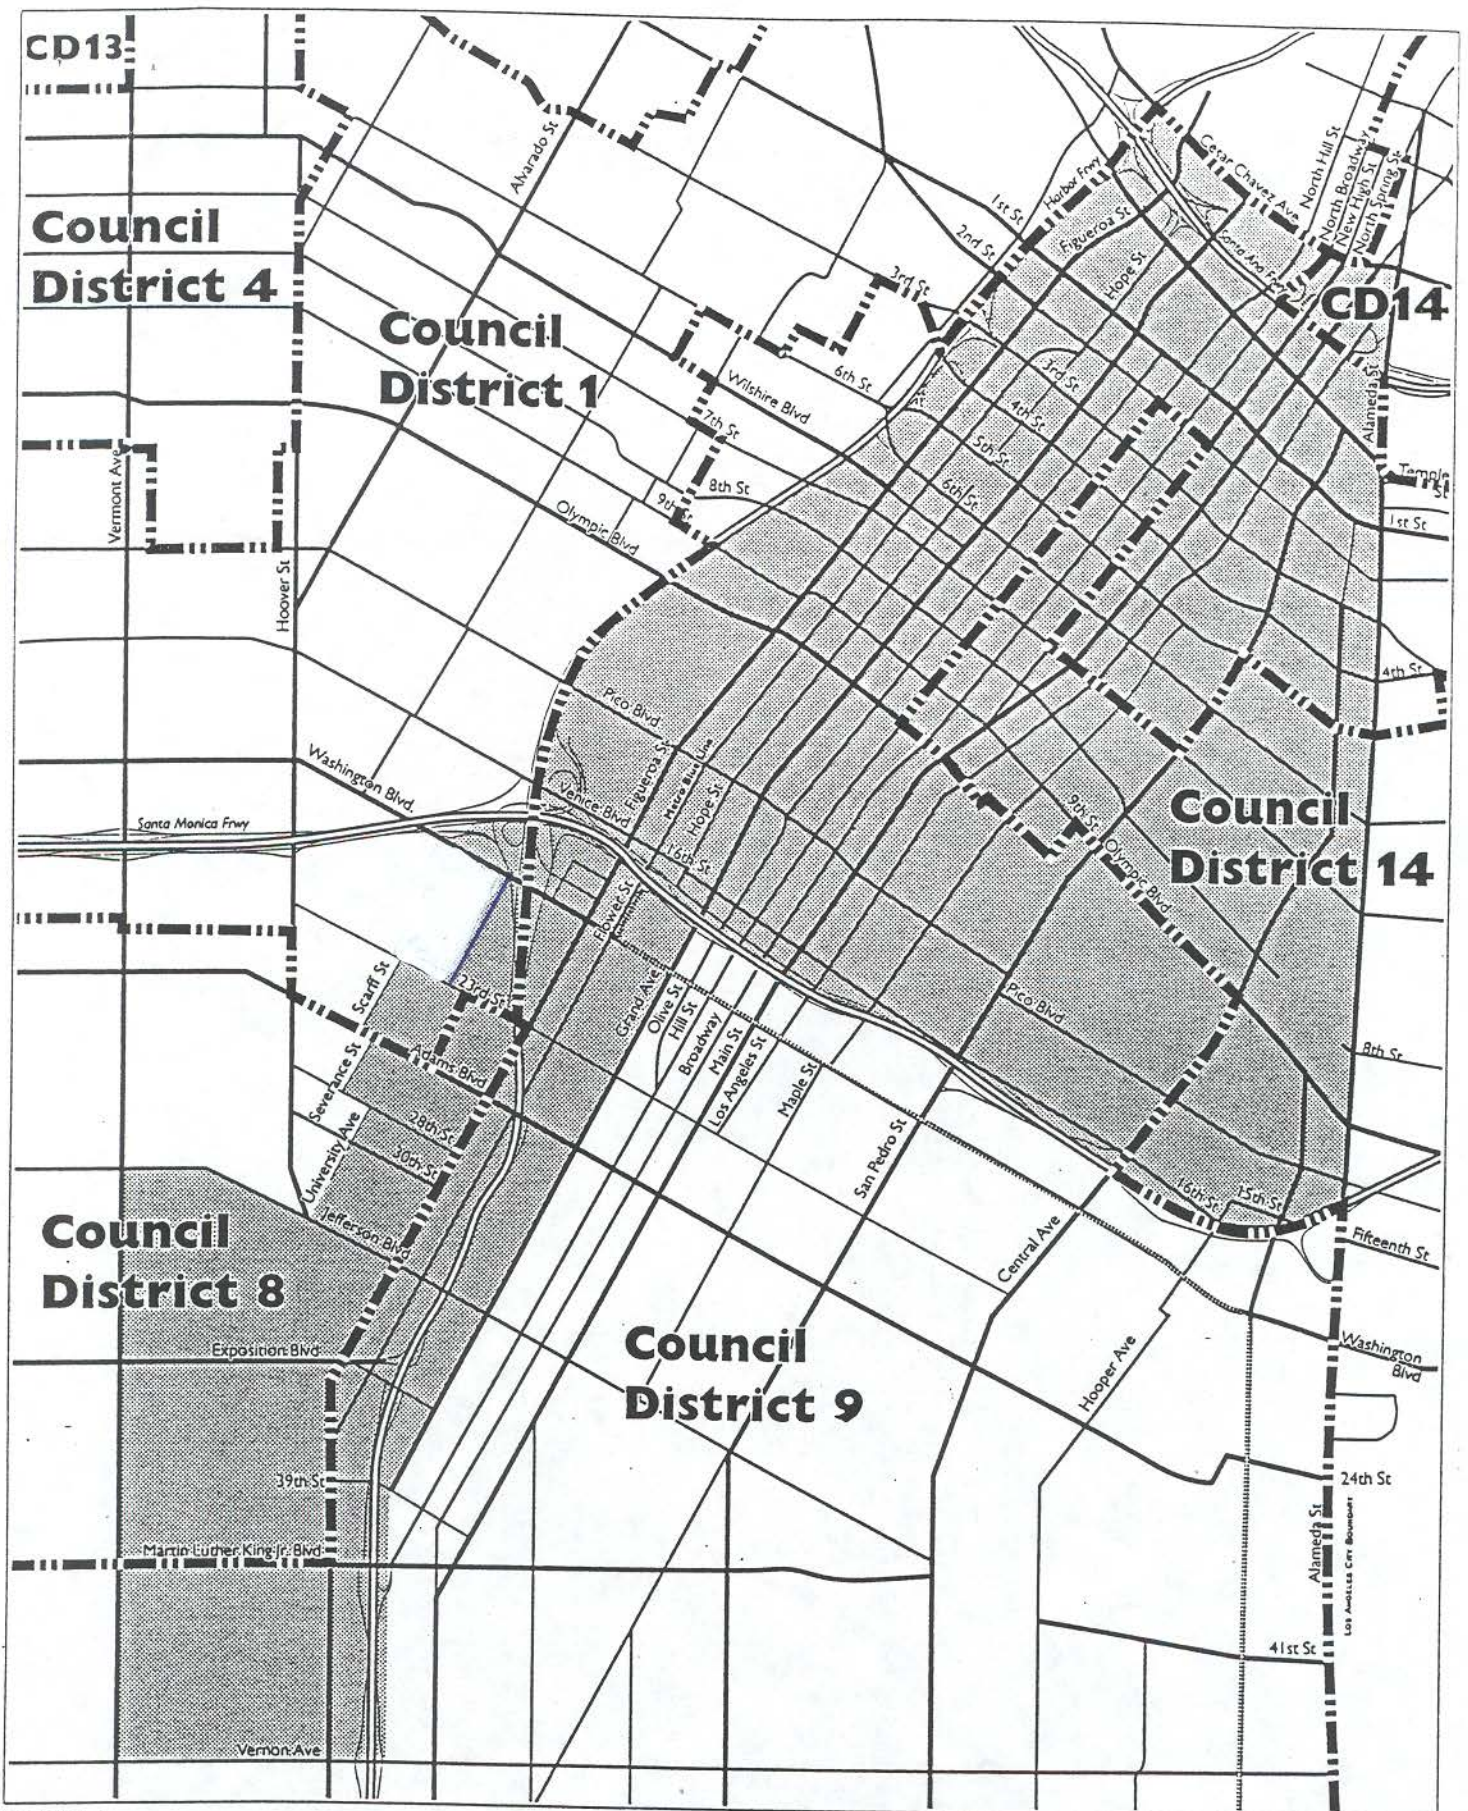 CD13
Alvarado St
Cesar Chavez Ave
North Hill St
North Broadway
New High St
North Spring St
Harbor Frwy
1st St
2nd St
Figueroa St
Santa Ana Frwy
Hope St
Council
District 4
3rd St
CD14
Council
District 1
6th St
3rd St
Wilshire Blvd
4th St
Alameda St
7th St
5th St
Vermont Ave
8th St
6th St
Temple
St
9th St
Olympic Blvd
1st St
Hoover St
4th St
Pico Blvd
Figueroa St
Metro Blue Line
Hope St
Washington Blvd.
Venice Blvd
9th St
Council
District 14
Santa Monica Frwy
16th St
Olympic Blvd
Flower St
Scarff St
23rd St
Grand Ave
Olive St
Hill St
Broadway
Main St
Los Angeles St
Maple St
Pico Blvd
Adams Blvd
8th St
Severance St
28th St
University Ave
30th St
San Pedro St
16th St
15th St
Jefferson Blvd
Council
District 8
Central Ave
Fifteenth St
Exposition Blvd
Council
District 9
Hooper Ave
Washington
Blvd
39th St
24th St
Alameda St
Los Angeles City Boundary
Martin Luther King Jr. Blvd
41st St
Vernon Ave